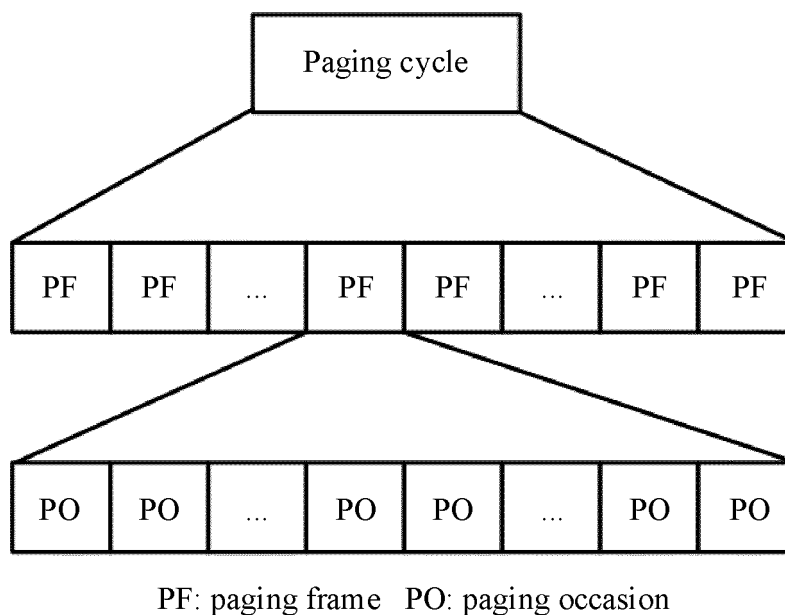 Paging cycle
PF PF ... PF PF ... PF PF
PO PO ... PO PO ... PO PO
PF: paging frame PO: paging occasion